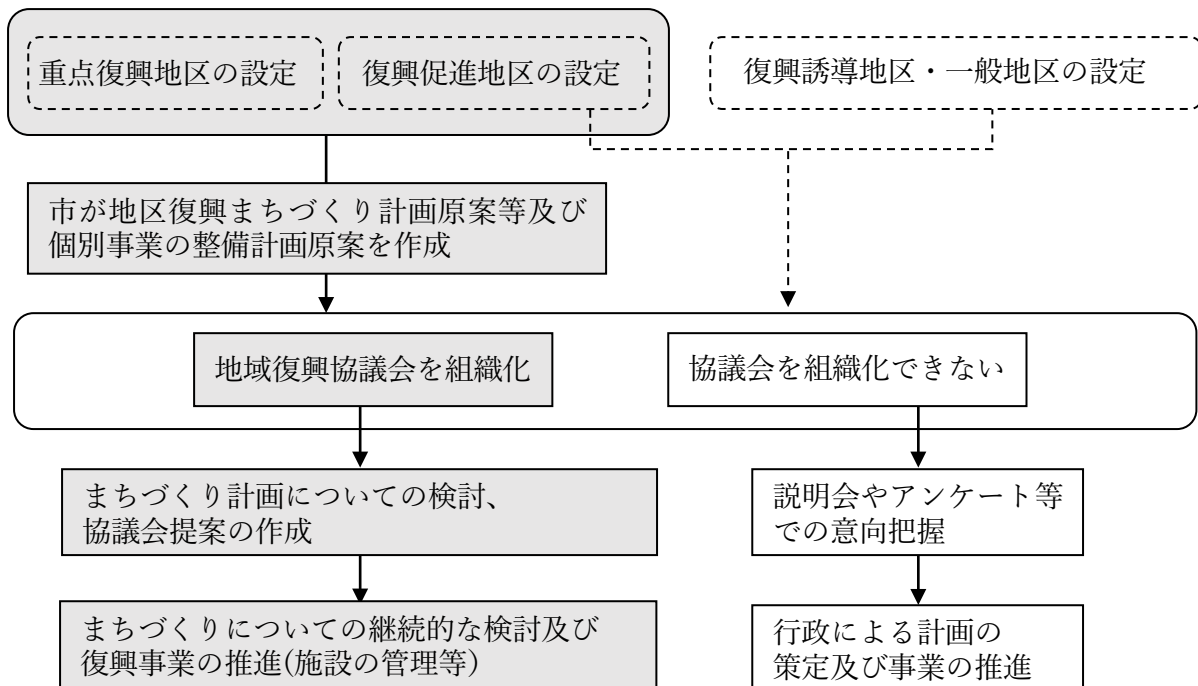 重点復興地区の設定
復興促進地区の設定
復興誘導地区・一般地区の設定
市が地区復興まちづくり計画原案等及び
個別事業の整備計画原案を作成
地域復興協議会を組織化
協議会を組織化できない
まちづくり計画についての検討、
協議会提案の作成
説明会やアンケート等
での意向把握
まちづくりについての継続的な検討及び
復興事業の推進(施設の管理等)
行政による計画の
策定及び事業の推進